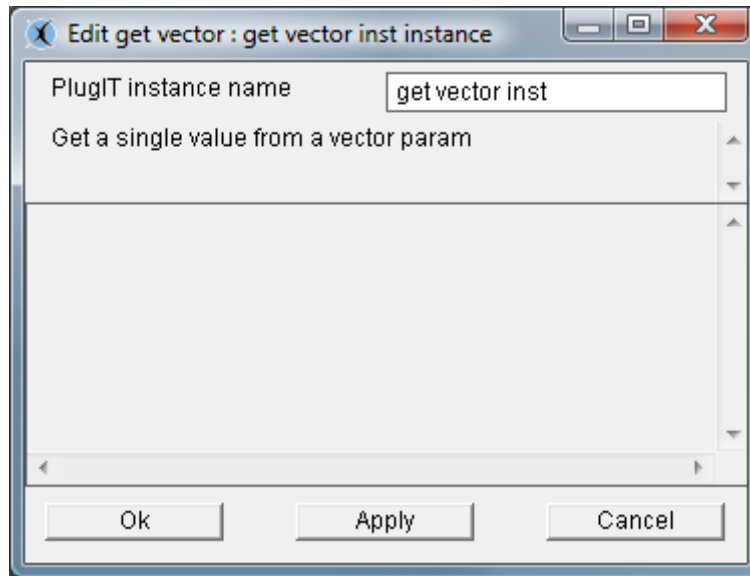 Edit get vector : get vector inst instance
PlugIT instance name
get vector inst
Get a single value from a vector param
Ok
Apply
Cancel